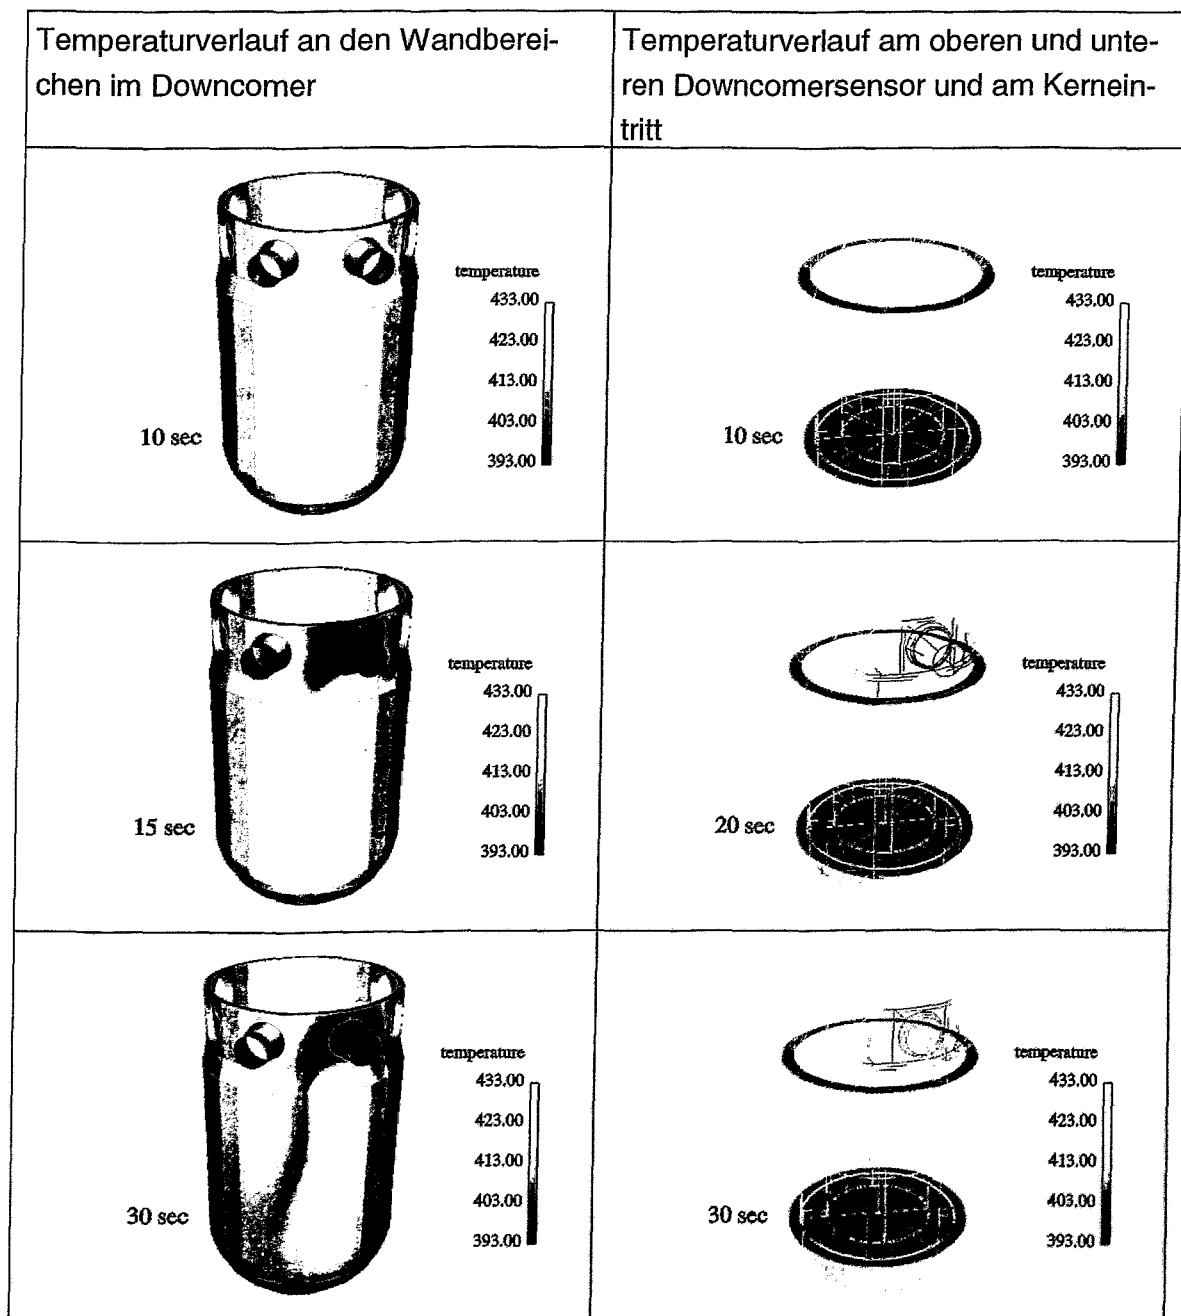 Temperaturverlauf an den Wandberei-
chen im Downcomer
Temperaturverlauf am oberen und unte-
ren Downcomersensor und am Kernein-
tritt
temperature
433.00
423.00
413.00
403.00
393.00
10 sec
temperature
433.00
423.00
413.00
403.00
393.00
10 sec
temperature
433.00
423.00
413.00
403.00
393.00
15 sec
temperature
433.00
423.00
413.00
403.00
393.00
20 sec
temperature
433.00
423.00
413.00
403.00
393.00
30 sec
temperature
433.00
423.00
413.00
403.00
393.00
30 sec